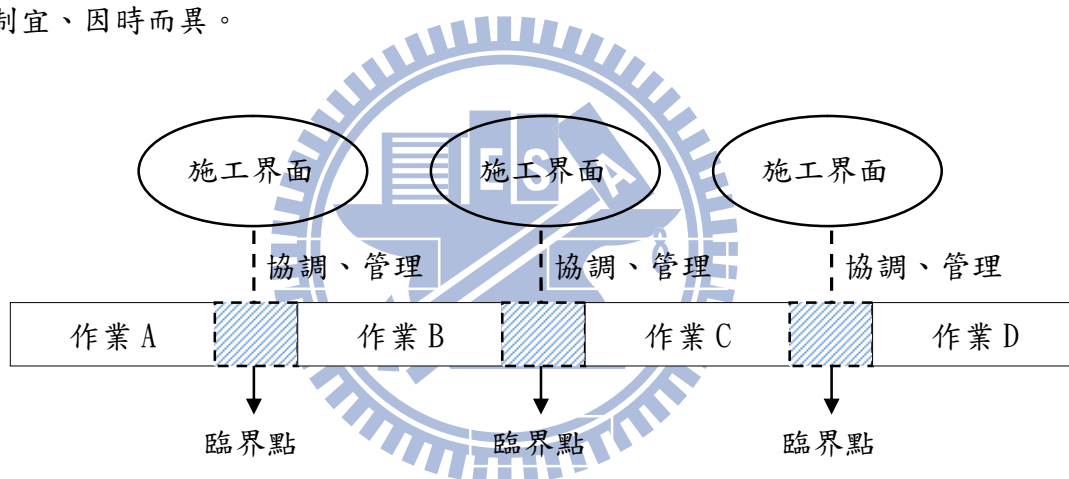 制宜、因時而異。
施工界面 施工界面 施工界面
協調、管理 協調、管理 協調、管理
作業 A 作業 B 作業 C 作業 D
臨界點 臨界點 臨界點
E S A